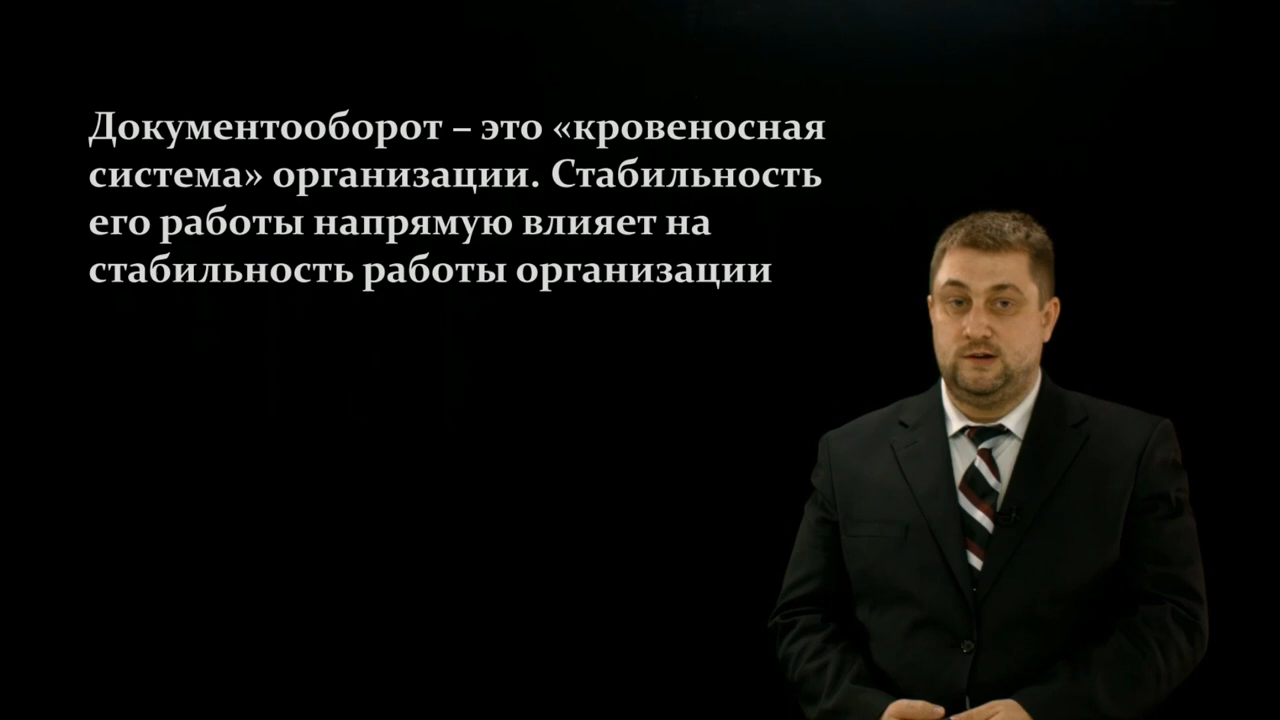 Документооборот – это «кровеносная
система» организации. Стабильность
его работы напрямую влияет на
стабильность работы организации